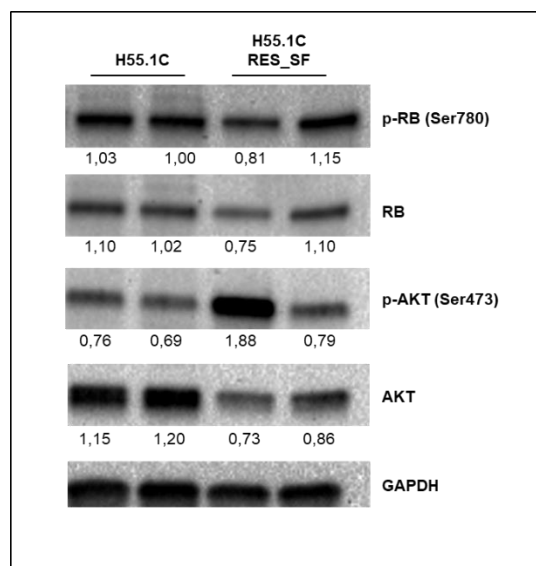 H55.1C
H55.1C
RES_SF
p-RB (Ser780)
1,03 1,00 0,81 1,15
RB
1,10 1,02 0,75 1,10
p-AKT (Ser473)
0,76 0,69 1,88 0,79
AKT
1,15 1,20 0,73 0,86
GAPDH